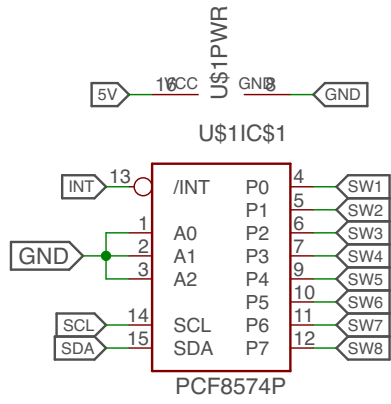 U$1PWR
5V 16 VCC GND 8 GND
U$1IC$1
INT 13 /INT P0 4 SW1
P1 5 SW2
1 A0 P2 6 SW3
GND 2 A1 P3 7 SW4
3 A2 P4 9 SW5
P5 10 SW6
SCL 14 SCL P6 11 SW7
SDA 15 SDA P7 12 SW8
PCF8574P